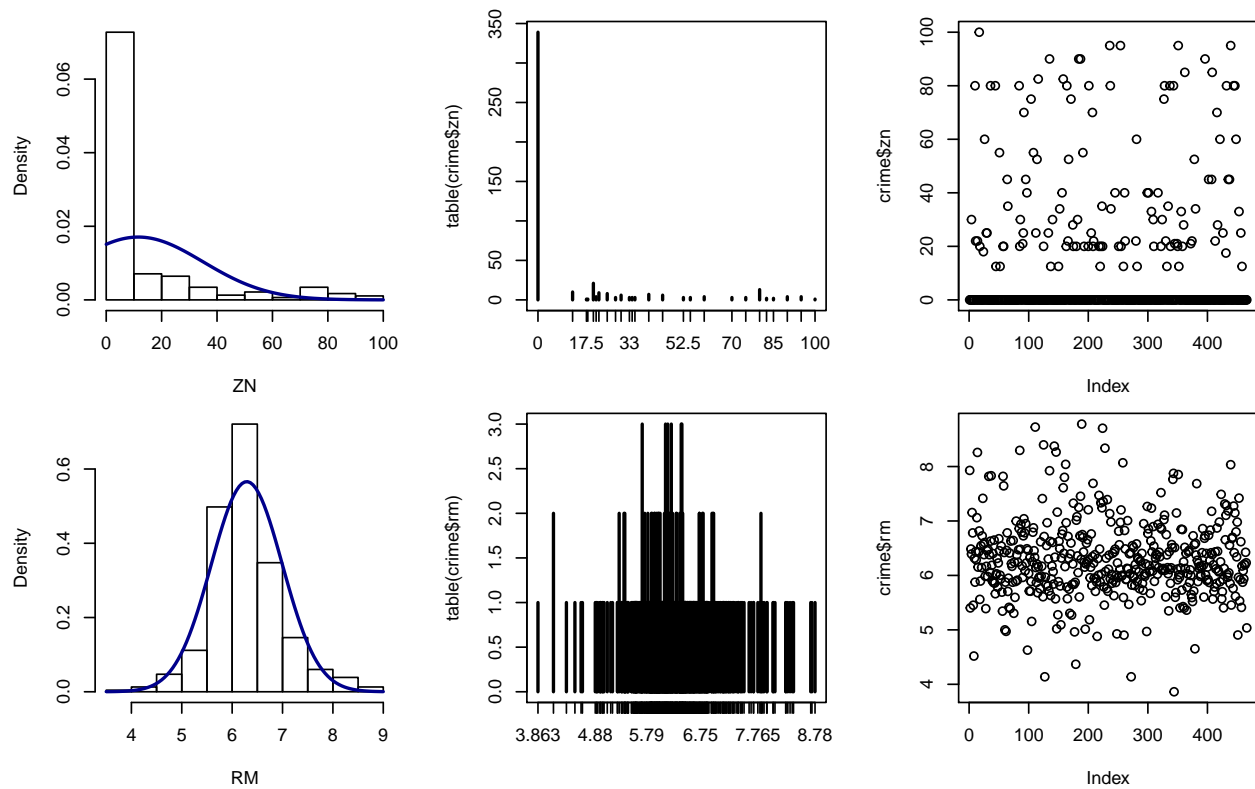 Density
0.00 0.02 0.04 0.06
0 20 40 60 80 100
ZN
table(crime$zn)
0 50 150 250 350
0 17.5 33 52.5 70 85 100
crime$zn
0 20 40 60 80 100
0 100 200 300 400
Index
Density
0.0 0.2 0.4 0.6
4 5 6 7 8 9
RM
table(crime$rm)
0.0 0.5 1.0 1.5 2.0 2.5 3.0
3.863 4.88 5.79 6.75 7.765 8.78
crime$rm
4 5 6 7 8
0 100 200 300 400
Index